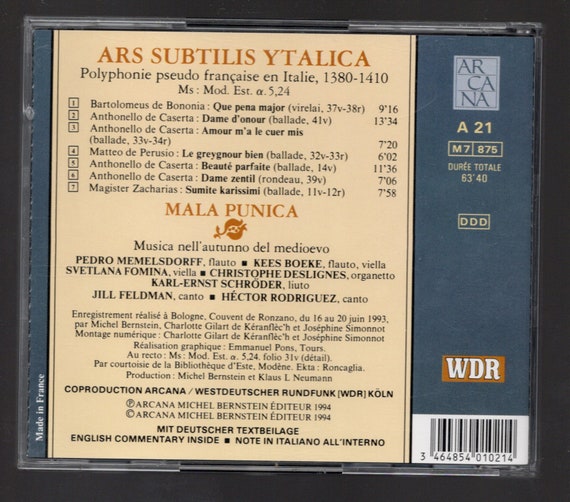 ARS SUBTILIS YTALICA
Polyphonie pseudo française en Italie, 1380-1410
Ms : Mod. Est. α. 5,24
1 Bartolomeus de Bononia : Que pena major (virelai, 37v-38r) 9'16
2 Anthonello de Caserta : Dame d'onour (ballade, 41v) 13'34
3 Anthonello de Caserta : Amour m'a le cuer mis
(ballade, 33v-34r) 7'20
4 Matteo de Perusio : Le greygnour bien (ballade, 32v-33r) 6'02
5 Anthonello de Caserta : Beauté parfaite (ballade, 14v) 11'36
6 Anthonello de Caserta : Dame zentil (rondeau, 39v) 7'06
7 Magister Zacharias : Sumite karissimi (ballade, 11v-12r) 7'58
MALA PUNICA
Musica nell'autunno del medioevo
PEDRO MEMELSDORFF, flauto ■ KEES BOEKE, flauto, viella
SVETLANA FOMINA, viella ■ CHRISTOPHE DESLIGNES, organetto
KARL-ERNST SCHRÖDER, liuto
JILL FELDMAN, canto ■ HÉCTOR RODRIGUEZ, canto
Enregistrement réalisé à Bologne, Couvent de Ronzano, du 16 au 20 juin 1993,
par Michel Bernstein, Charlotte Gilart de Kéranflèc'h et Joséphine Simonnot
Montage numérique : Charlotte Gilart de Kéranflèc'h et Joséphine Simonnot
Réalisation graphique : Emmanuel Pons, Tours.
Au recto : Ms : Mod. Est. α. 5,24, folio 31v (détail).
Par courtoisie de la Bibliothèque d'Este, Modène. Ekta : Roncaglia.
Production : Michel Bernstein et Klaus L Neumann
COPRODUCTION ARCANA / WESTDEUTSCHER RUNDFUNK [WDR] KÖLN
Ⓟ ARCANA MICHEL BERNSTEIN ÉDITEUR 1994
© ARCANA MICHEL BERNSTEIN ÉDITEUR 1994
MIT DEUTSCHER TEXTBEILAGE
ENGLISH COMMENTARY INSIDE ■ NOTE IN ITALIANO ALL'INTERNO
Made in France
AR
CA
NA
A 21
M7 875
DURÉE TOTALE
63'40
DDD
WDR
3 464854 010214